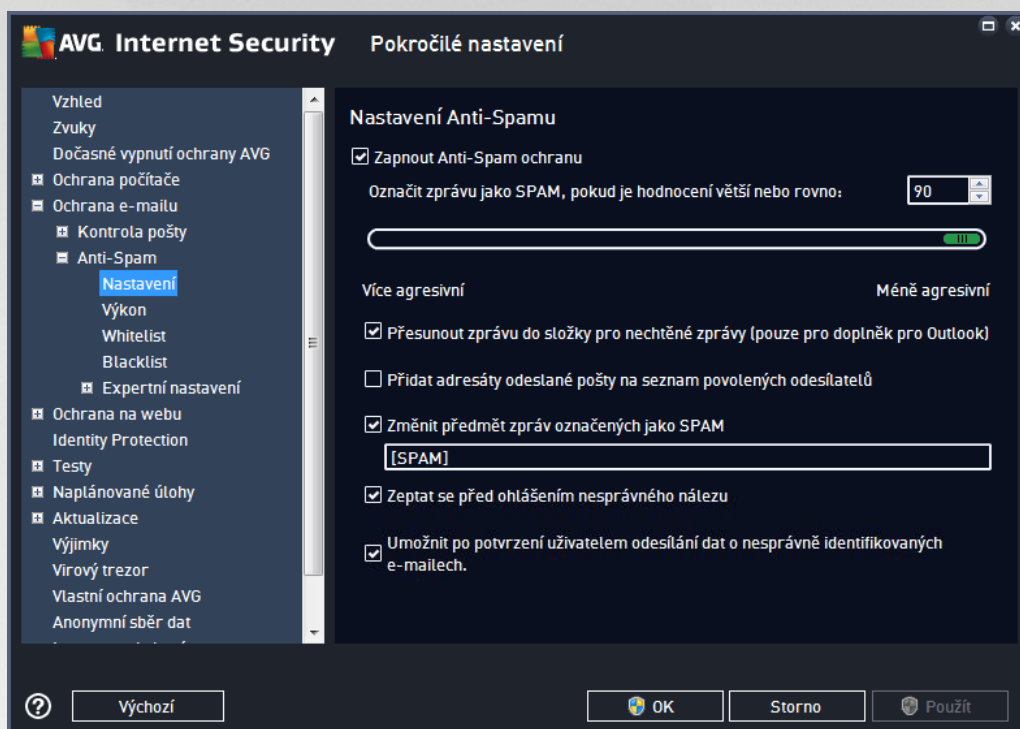 AVG. Internet Security Pokročilé nastavení
Vzhled
Zvuky
Dočasné vypnutí ochrany AVG
Ochrana počítače
Ochrana e-mailu
Kontrola pošty
Anti-Spam
Nastavení
Výkon
Whitelist
Blacklist
Expertní nastavení
Ochrana na webu
Identity Protection
Testy
Naplánované úlohy
Aktualizace
Výjimky
Virový trezor
Vlastní ochrana AVG
Anonymní sběr dat
Nastavení Anti-Spamu
Zapnout Anti-Spam ochranu
Označit zprávu jako SPAM, pokud je hodnocení větší nebo rovno: 90
Více agresivní Méně agresivní
Přesunout zprávu do složky pro nechtěné zprávy (pouze pro doplněk pro Outlook)
Přidat adresáty odeslané pošty na seznam povolených odesílatelů
Změnit předmět zpráv označených jako SPAM
[SPAM]
Zeptat se před ohlášením nesprávného nálezu
Umožnit po potvrzení uživatelem odesílání dat o nesprávně identifikovaných
e-mailech.
Výchozí OK Storno Použít